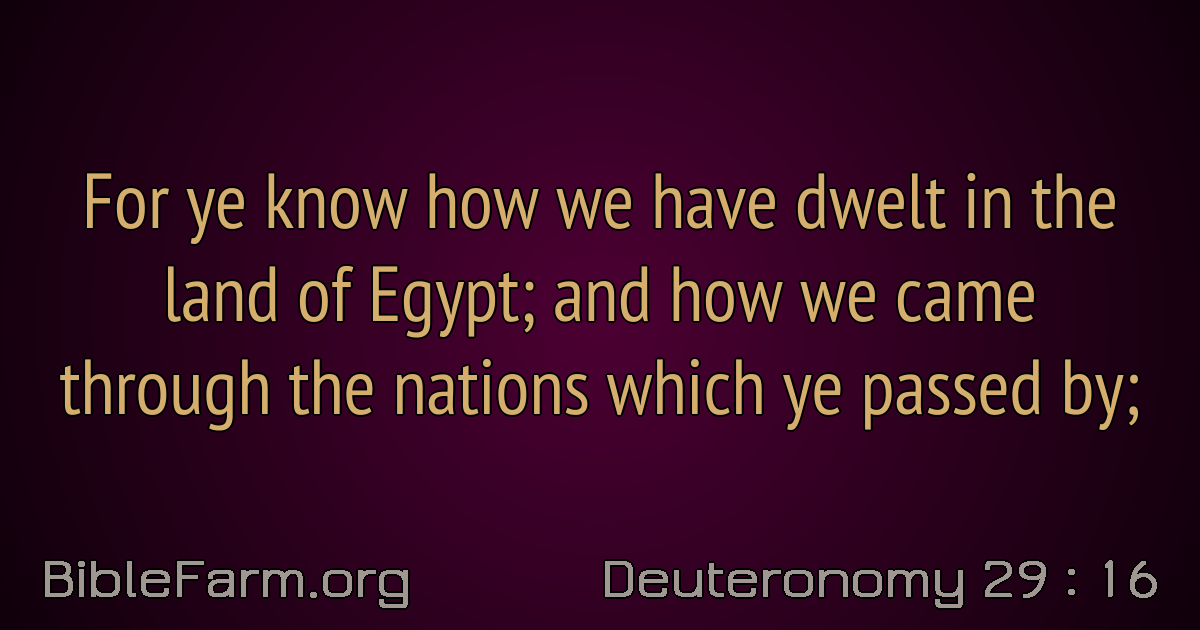 For ye know how we have dwelt in the
land of Egypt; and how we came
through the nations which ye passed by;
BibleFarm.org
Deuteronomy 29 : 16